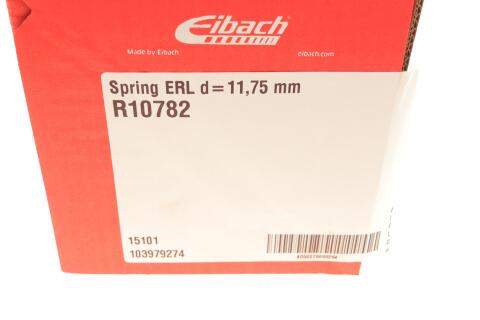 Eibach
Made by Eibach
eibach.com
Spring ERL d=11,75 mm
R10782
15101
103979274